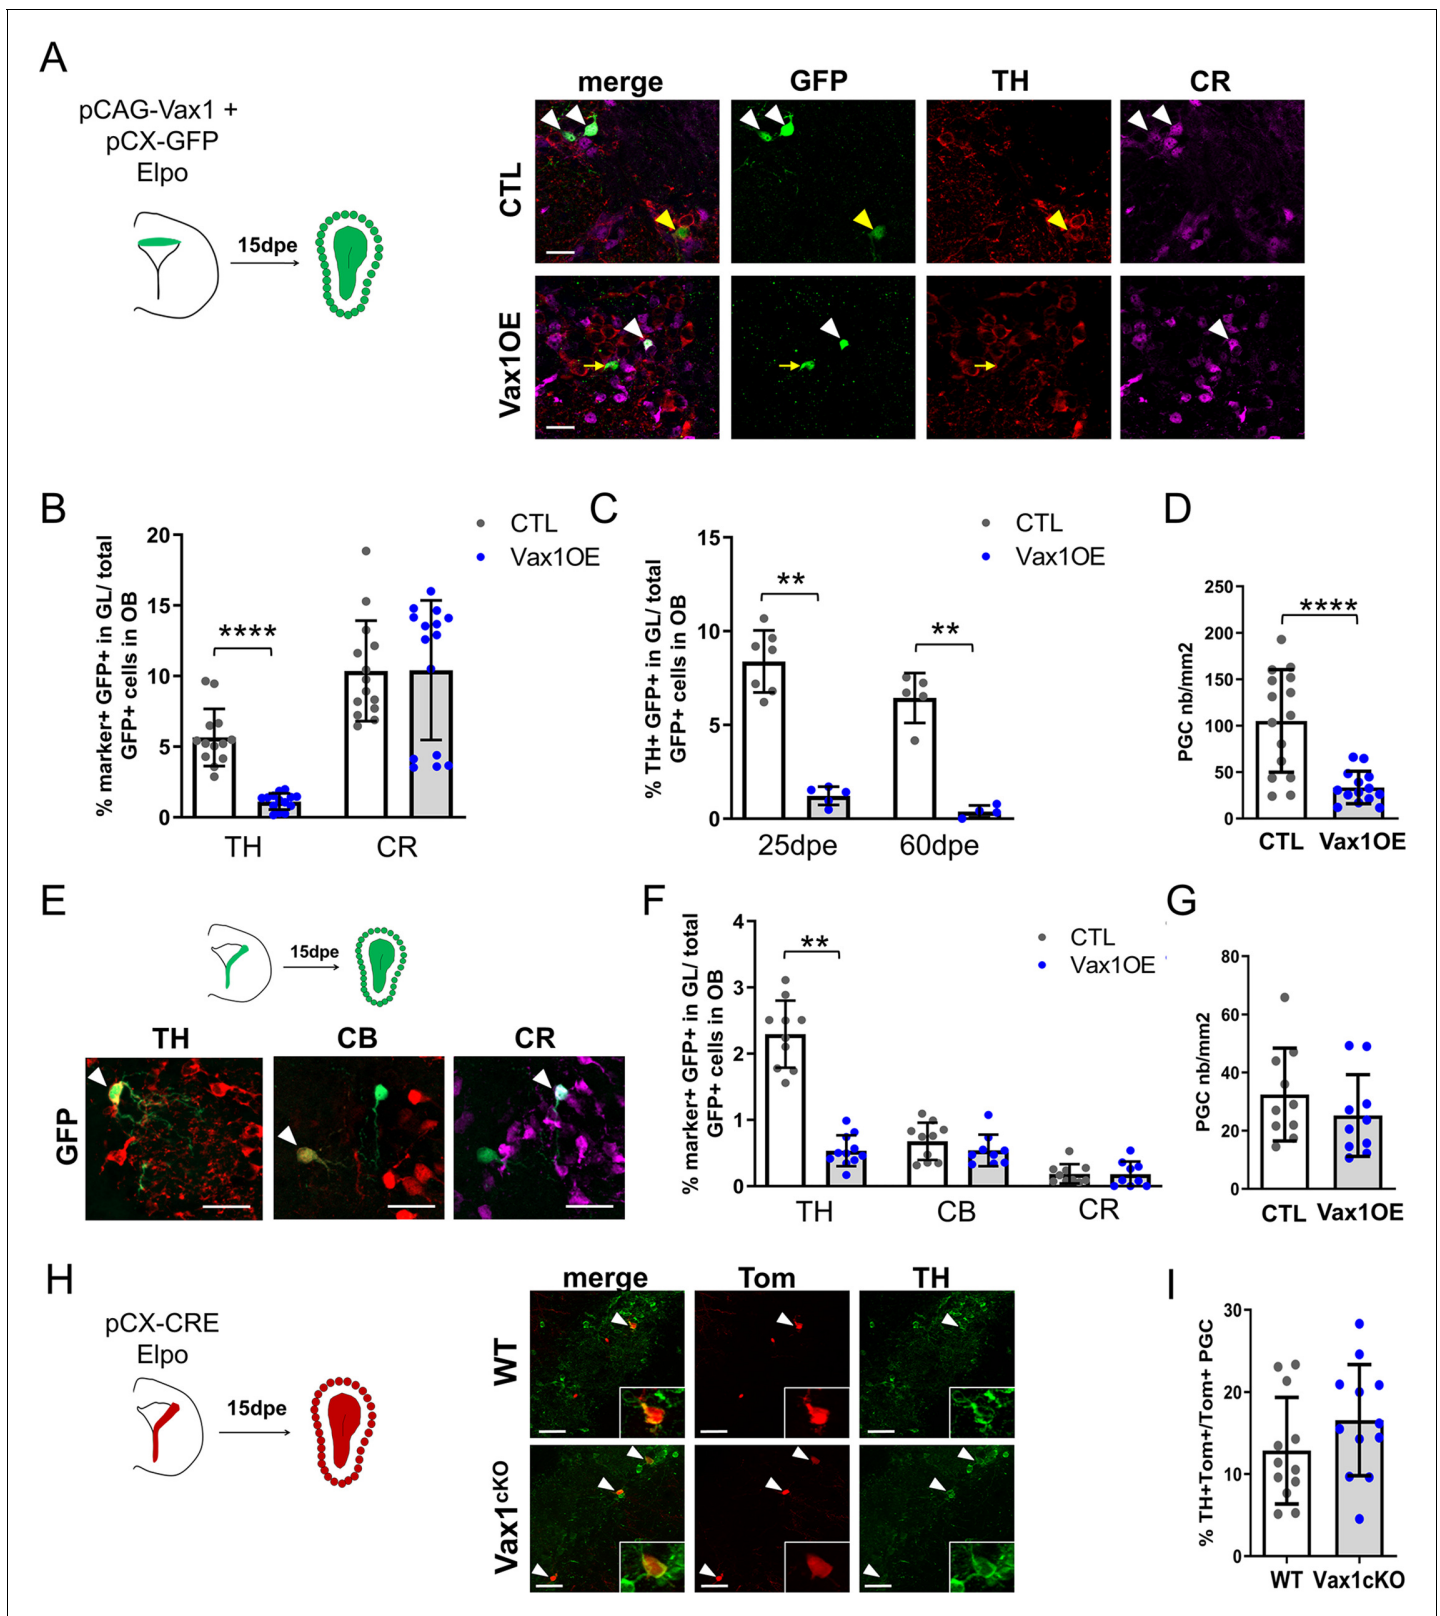 A
pCAG-Vax1 +
pCX-GFP
Elpo
15dpe
merge GFP TH CR
CTL
Vax1OE
B
% marker+ GFP+ in GL/ total
GFP+ cells in OB
20
15
10
5
0
****
CTL
Vax1OE
TH CR
C
% TH+ GFP+ in GL/ total
GFP+ cells in OB
15
10
5
0
**
**
CTL
Vax1OE
25dpe 60dpe
D
PGC nb/mm2
250
200
150
100
50
0
****
CTL Vax1OE
E
15dpe
TH CB CR
GFP
F
% marker+ GFP+ in GL/ total
GFP+ cells in OB
4
3
2
1
0
**
CTL
Vax1OE
TH CB CR
G
PGC nb/mm2
80
60
40
20
0
CTL Vax1OE
H
pCX-CRE
Elpo
15dpe
merge Tom TH
WT
Vax1cKO
I
% TH+Tom+/Tom+ PGC
30
20
10
0
WT Vax1cKO